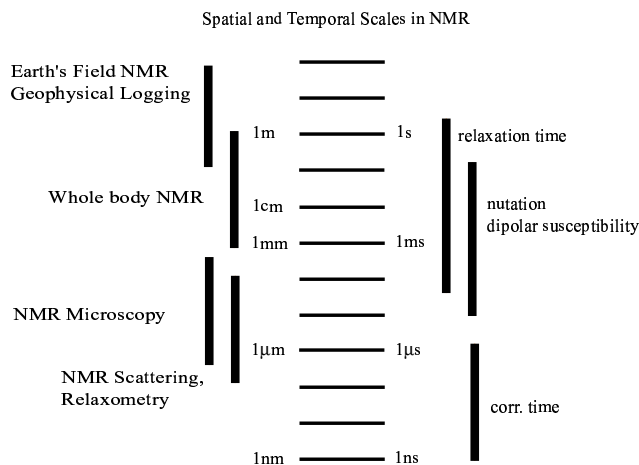 Spatial and Temporal Scales in NMR
Earth's Field NMR
Geophysical Logging
1m
1s
relaxation time
Whole body NMR
1cm
nutation
dipolar susceptibility
1mm
1ms
NMR Microscopy
1μm
1μs
NMR Scattering,
Relaxometry
corr. time
1nm
1ns